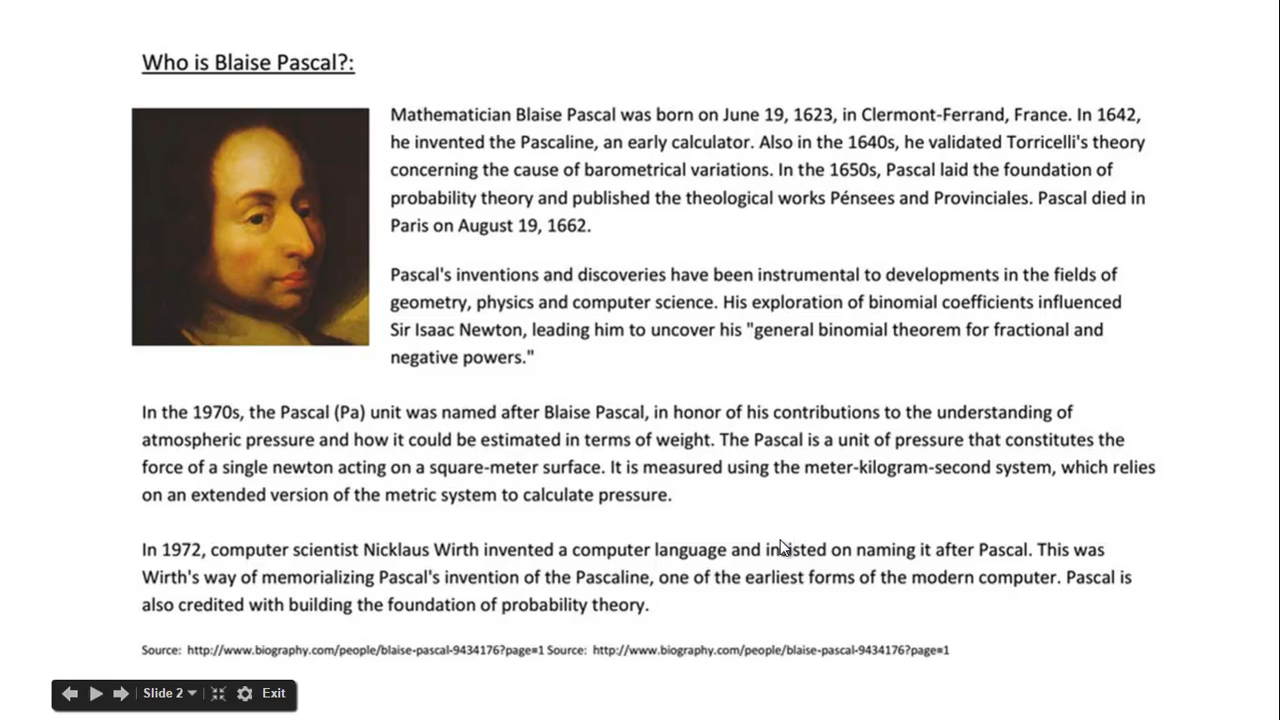 Who is Blaise Pascal?:
Mathematician Blaise Pascal was born on June 19, 1623, in Clermont-Ferrand, France. In 1642,
he invented the Pascaline, an early calculator. Also in the 1640s, he validated Torricelli's theory
concerning the cause of barometrical variations. In the 1650s, Pascal laid the foundation of
probability theory and published the theological works Pénsees and Provinciales. Pascal died in
Paris on August 19, 1662.
Pascal's inventions and discoveries have been instrumental to developments in the fields of
geometry, physics and computer science. His exploration of binomial coefficients influenced
Sir Isaac Newton, leading him to uncover his "general binomial theorem for fractional and
negative powers."
In the 1970s, the Pascal (Pa) unit was named after Blaise Pascal, in honor of his contributions to the understanding of
atmospheric pressure and how it could be estimated in terms of weight. The Pascal is a unit of pressure that constitutes the
force of a single newton acting on a square-meter surface. It is measured using the meter-kilogram-second system, which relies
on an extended version of the metric system to calculate pressure.
In 1972, computer scientist Nicklaus Wirth invented a computer language and insisted on naming it after Pascal. This was
Wirth's way of memorializing Pascal's invention of the Pascaline, one of the earliest forms of the modern computer. Pascal is
also credited with building the foundation of probability theory.
Source: http://www.biography.com/people/blaise-pascal-9434176?page=1 Source: http://www.biography.com/people/blaise-pascal-9434176?page=1
Slide 2 Exit